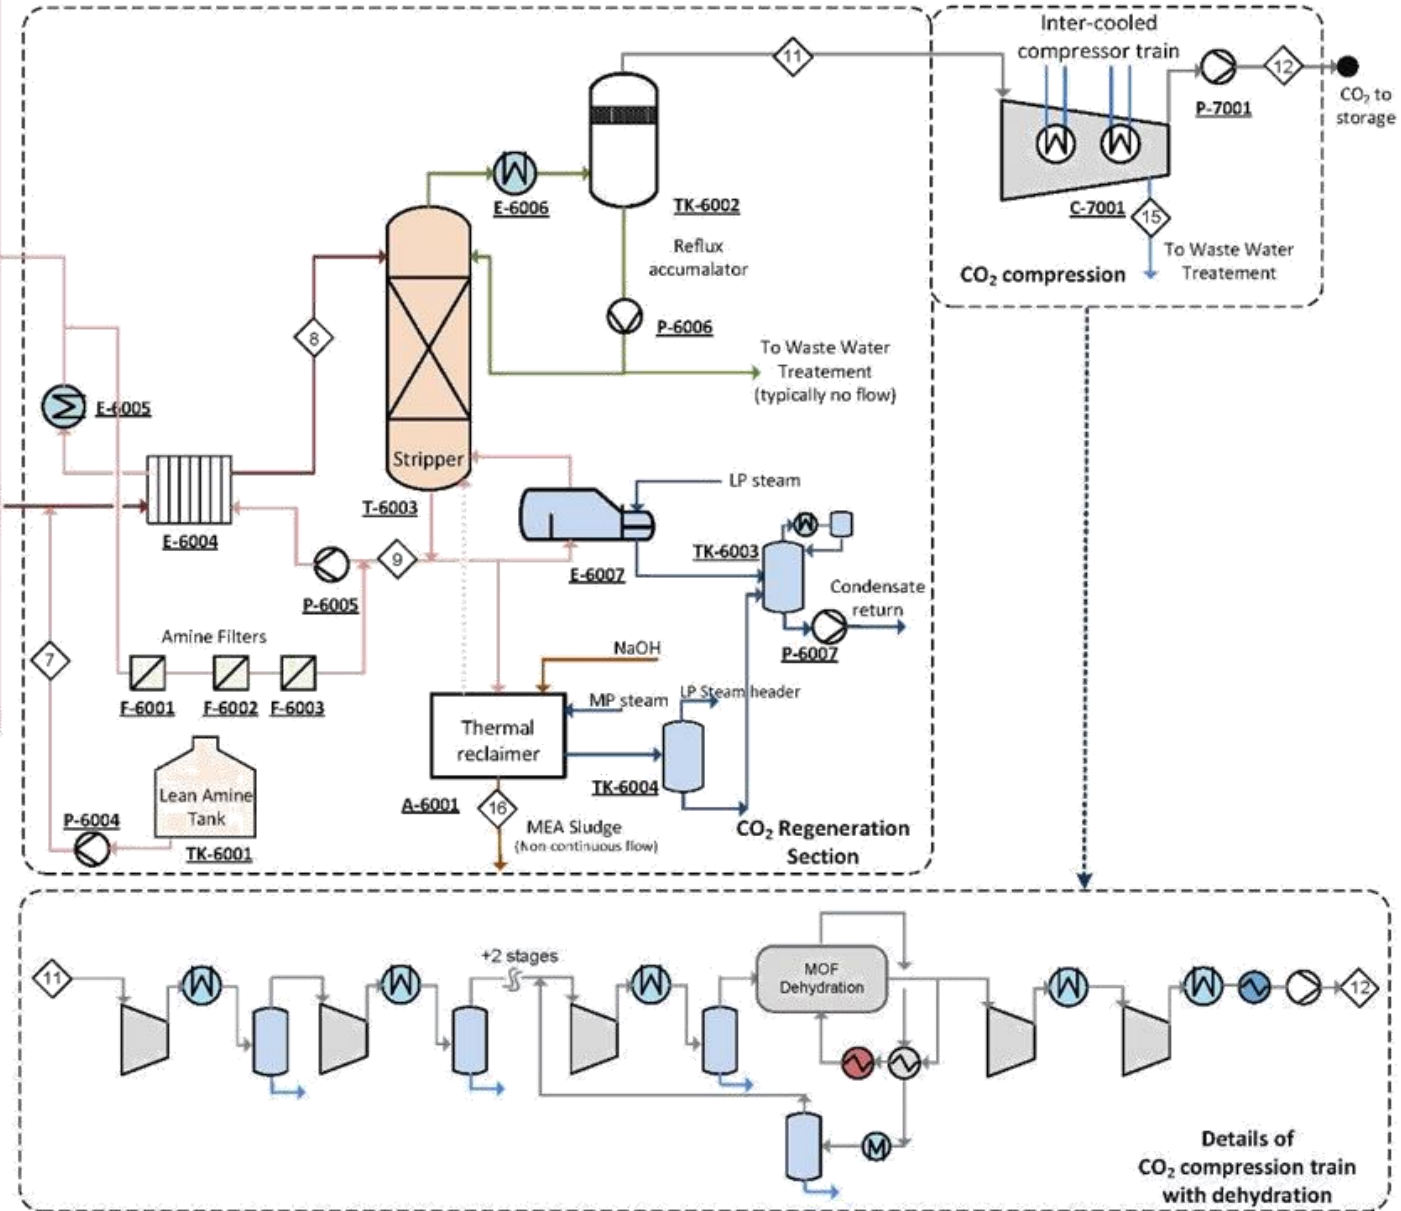 Inter-cooled
compressor train
11
12
P-7001
CO₂ to
storage
E-6006
TK-6002
C-7001
15
To Waste Water
Treatement
CO₂ compression
Reflux
accumalator
P-6006
8
To Waste Water
Treatement
(typically no flow)
E-6005
Stripper
LP steam
T-6003
E-6004
TK-6003
9
E-6007
Condensate
return
P-6005
Amine Filters
NaOH
P-6007
7
F-6001
F-6002
F-6003
MP steam
LP Steam header
Thermal
reclaimer
Lean Amine
Tank
TK-6004
A-6001
16
P-6004
MEA Sludge
(Non-continuous flow)
TK-6001
CO₂ Regeneration
Section
+2 stages
11
MOF
Dehydration
12
Details of
CO₂ compression train
with dehydration